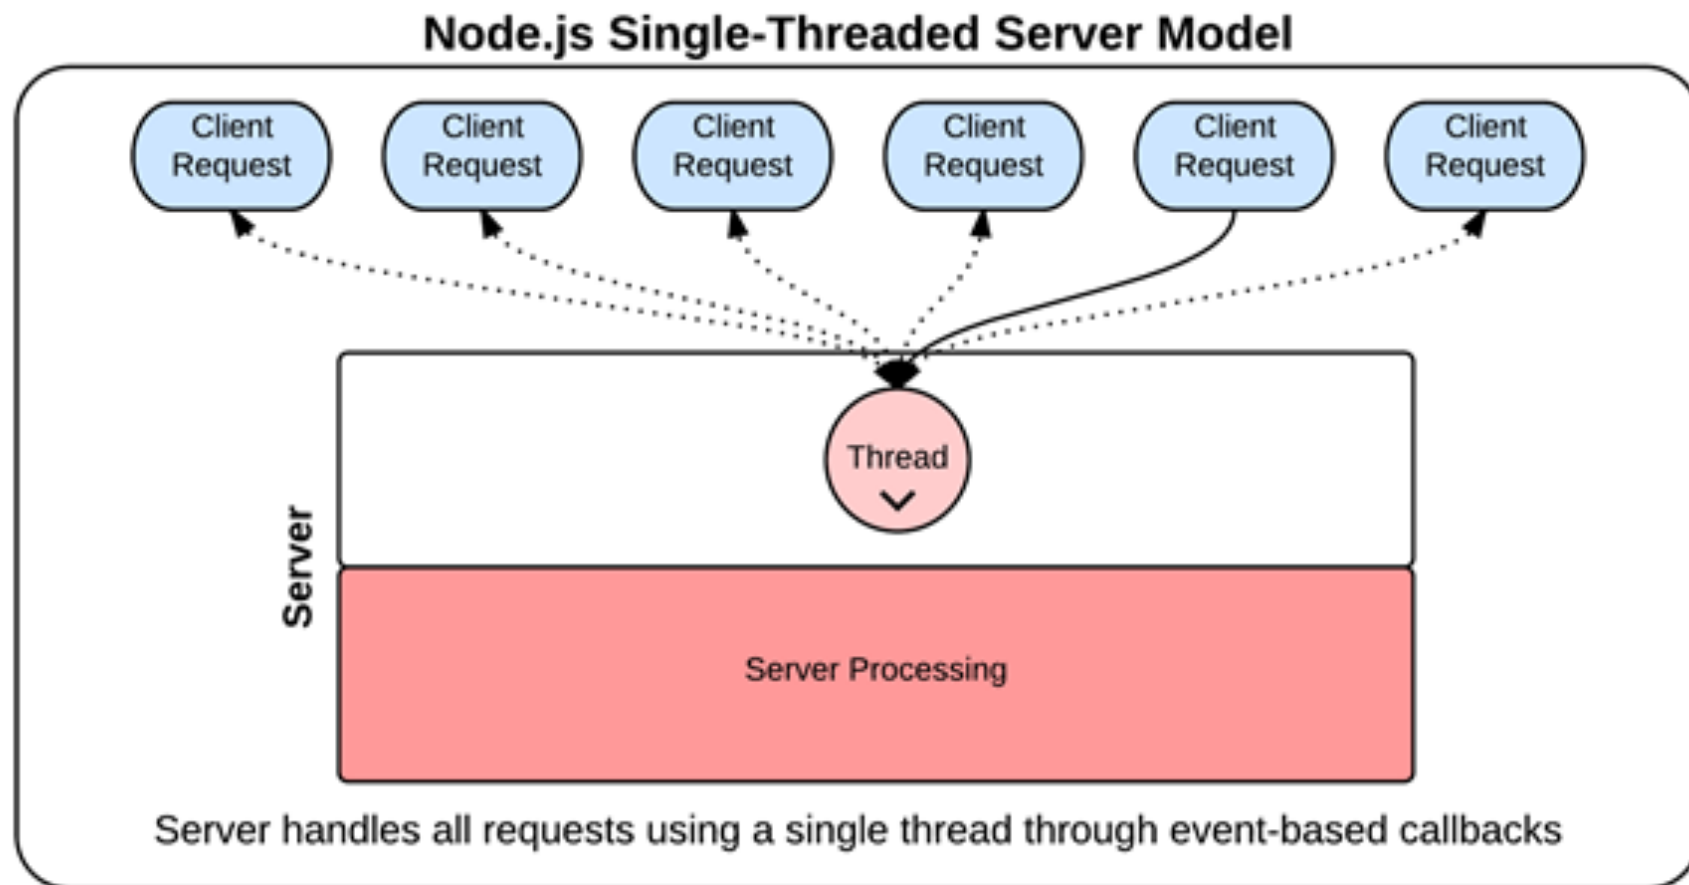 Node.js Single-Threaded Server Model
Client
Request
Client
Request
Client
Request
Client
Request
Client
Request
Client
Request
Thread
Server
Server Processing
Server handles all requests using a single thread through event-based callbacks